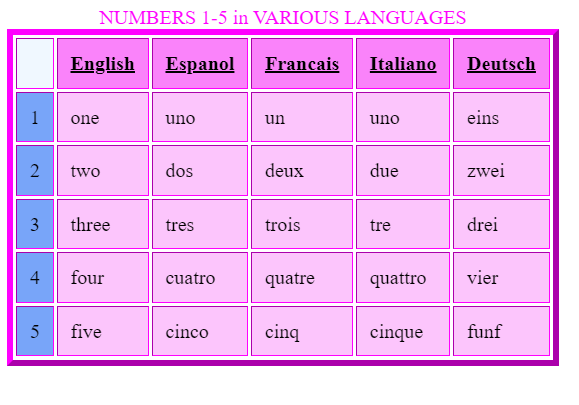 NUMBERS 1-5 in VARIOUS LANGUAGES
English Espanol Francais Italiano Deutsch
1 one uno un uno eins
2 two dos deux due zwei
3 three tres trois tre drei
4 four cuatro quatre quattro vier
5 five cinco cinq cinque funf